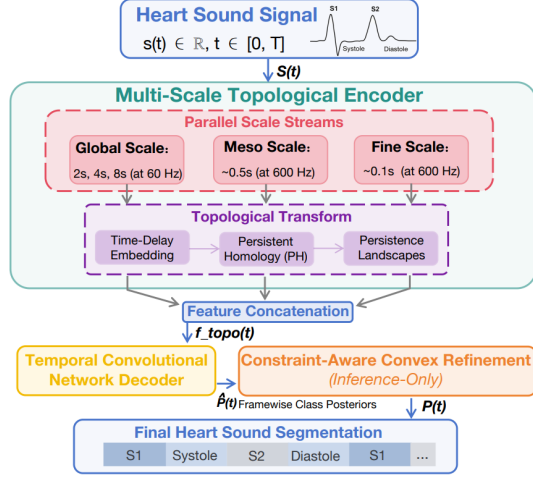 Heart Sound Signal
s(t) ∈ ℝ, t ∈ [0, T]
S1
S2
Systole
Diastole
S(t)
Multi-Scale Topological Encoder
Parallel Scale Streams
Global Scale:
2s, 4s, 8s (at 60 Hz)
Meso Scale:
~0.5s (at 600 Hz)
Fine Scale:
~0.1s (at 600 Hz)
Topological Transform
Time-Delay
Embedding
Persistent
Homology (PH)
Persistence
Landscapes
Feature Concatenation
f_topo(t)
Temporal Convolutional
Network Decoder
P̂(t) Framewise Class Posteriors
Constraint-Aware Convex Refinement
(Inference-Only)
P(t)
Final Heart Sound Segmentation
S1 Systole S2 Diastole S1 ...